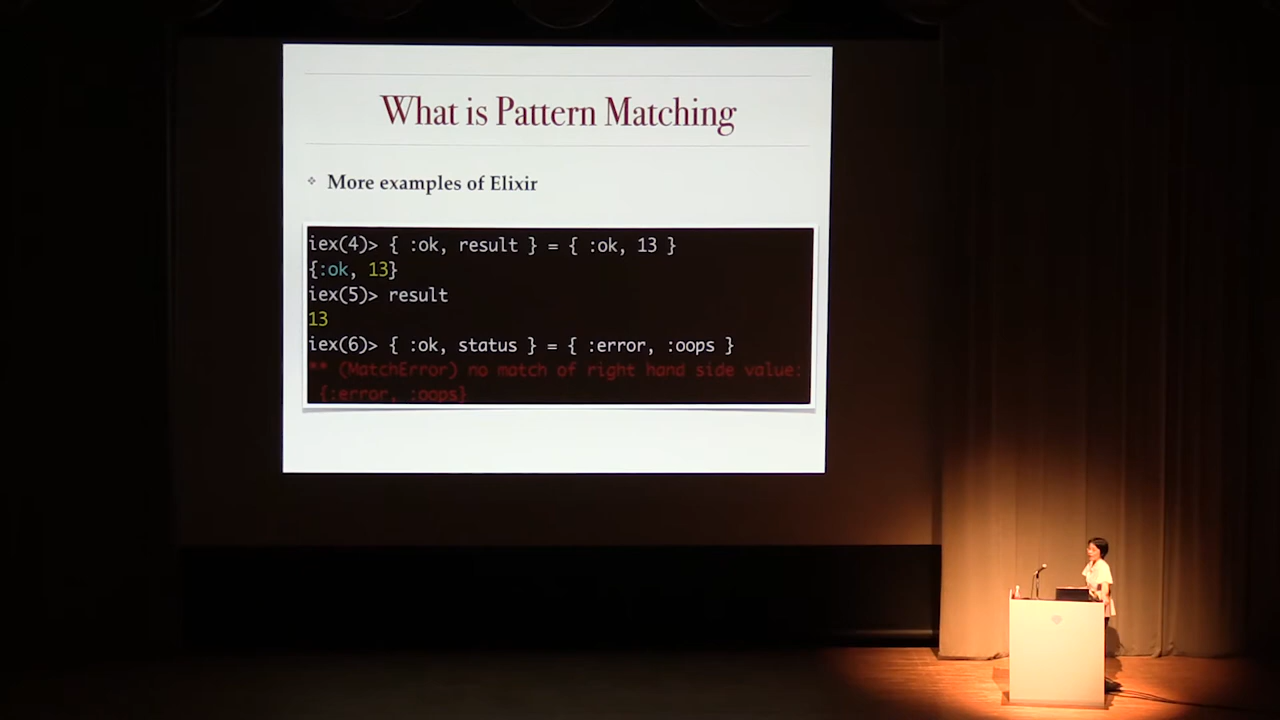 What is Pattern Matching
More examples of Elixir
iex(4)> { :ok, result } = { :ok, 13 }
{:ok, 13}
iex(5)> result
13
iex(6)> { :ok, status } = { :error, :oops }
** (MatchError) no match of right hand side value:
{:error, :oops}